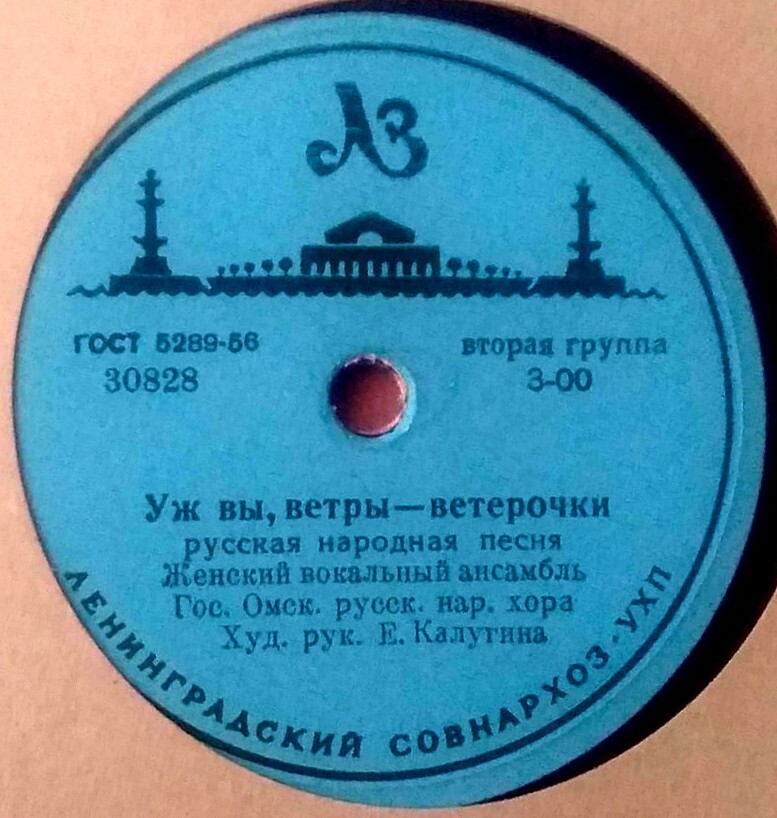 АЗ
ГОСТ 5289-56
30828
вторая группа
3-00
Уж вы, ветры—ветерочки
русская народная песня
Женский вокальный ансамбль
Гос. Омск. русск. нар. хора
Худ. рук. Е. Калугина
ЛЕНИНГРАДСКИЙ СОВНАРХОЗ·УХП